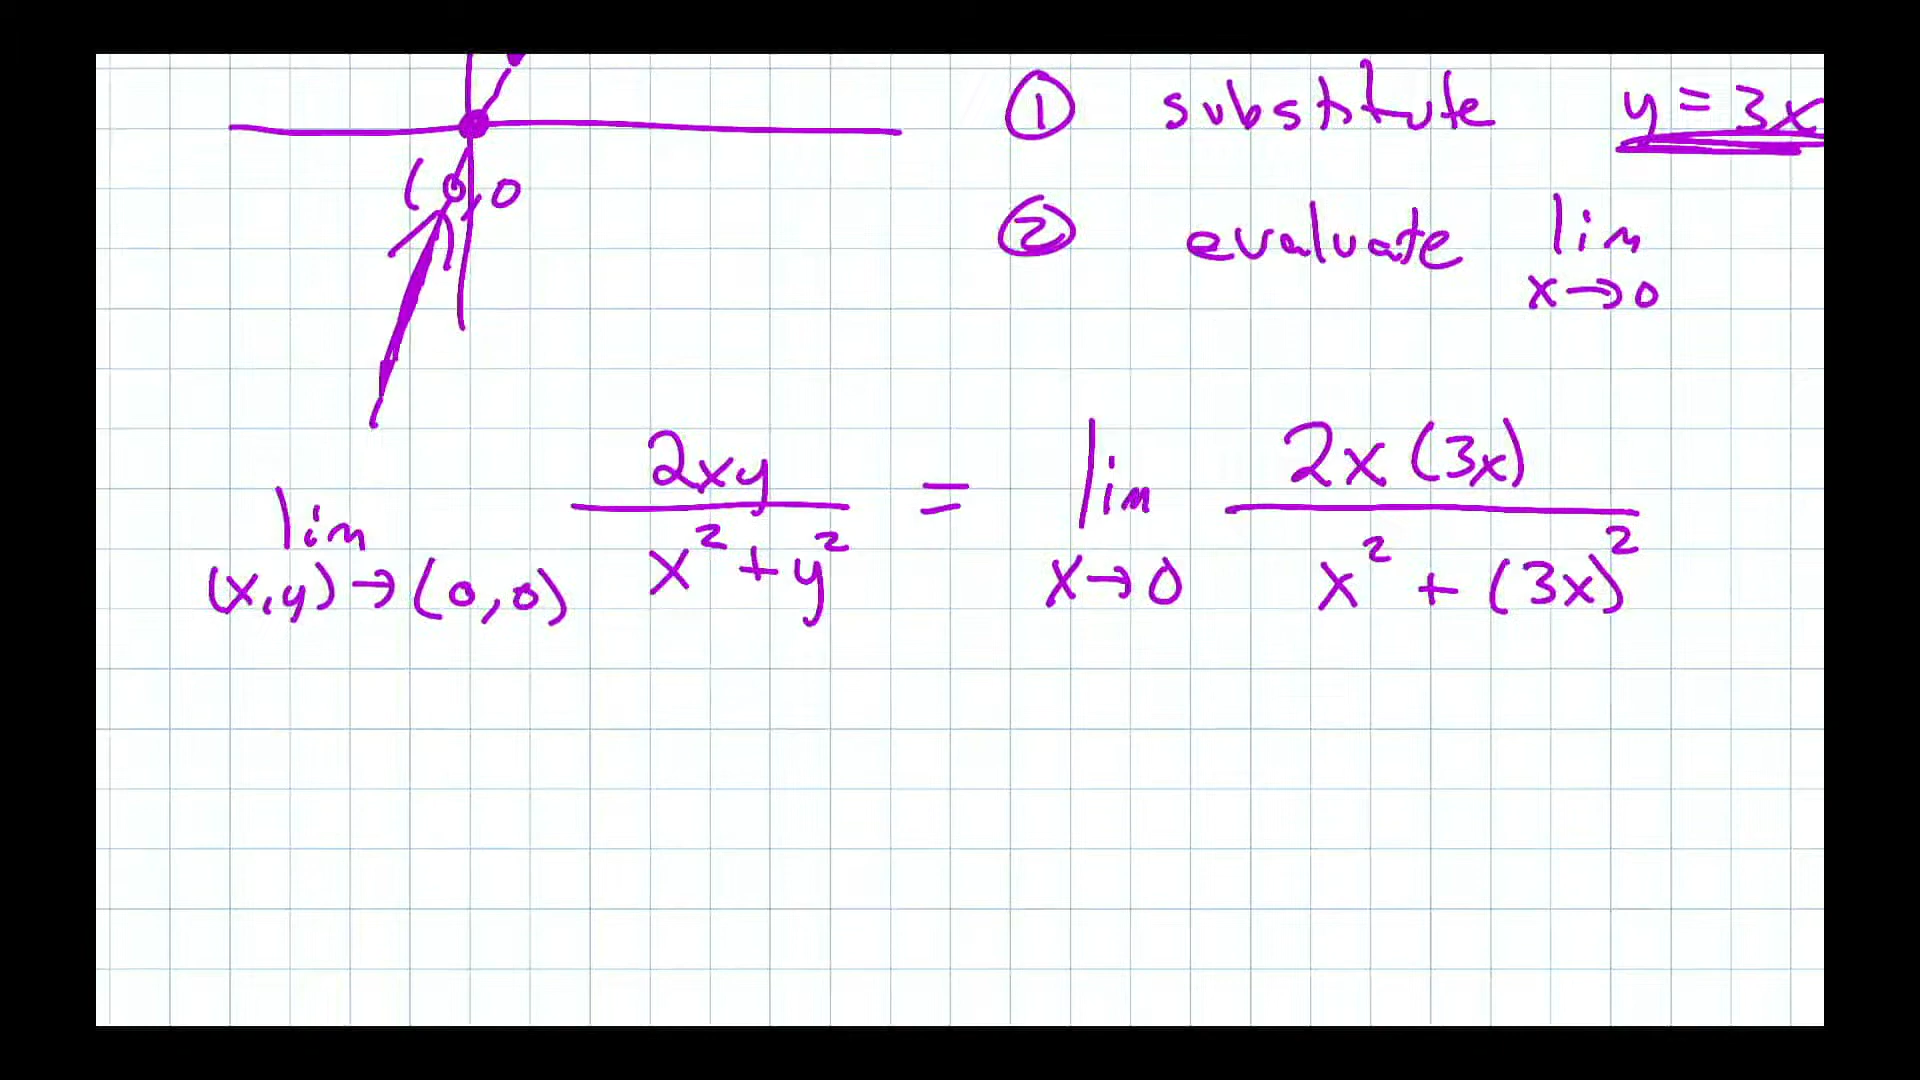 ① substitute y = 3x
(0,0)
② evaluate lim x→0
lim (x,y)→(0,0) 2xy / x² + y² = lim x→0 2x(3x) / x² + (3x)²